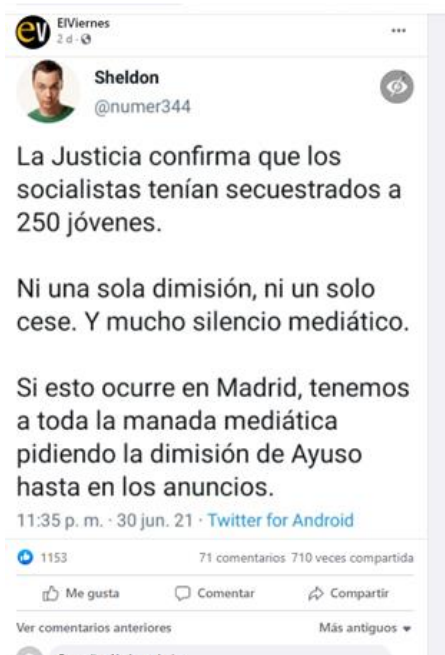 ElViernes
2 d
Sheldon
@numer344
La Justicia confirma que los
socialistas tenían secuestrados a
250 jóvenes.
Ni una sola dimisión, ni un solo
cese. Y mucho silencio mediático.
Si esto ocurre en Madrid, tenemos
a toda la manada mediática
pidiendo la dimisión de Ayuso
hasta en los anuncios.
11:35 p. m. · 30 jun. 21 · Twitter for Android
1153 71 comentarios 710 veces compartida
Me gusta Comentar Compartir
Ver comentarios anteriores Más antiguos